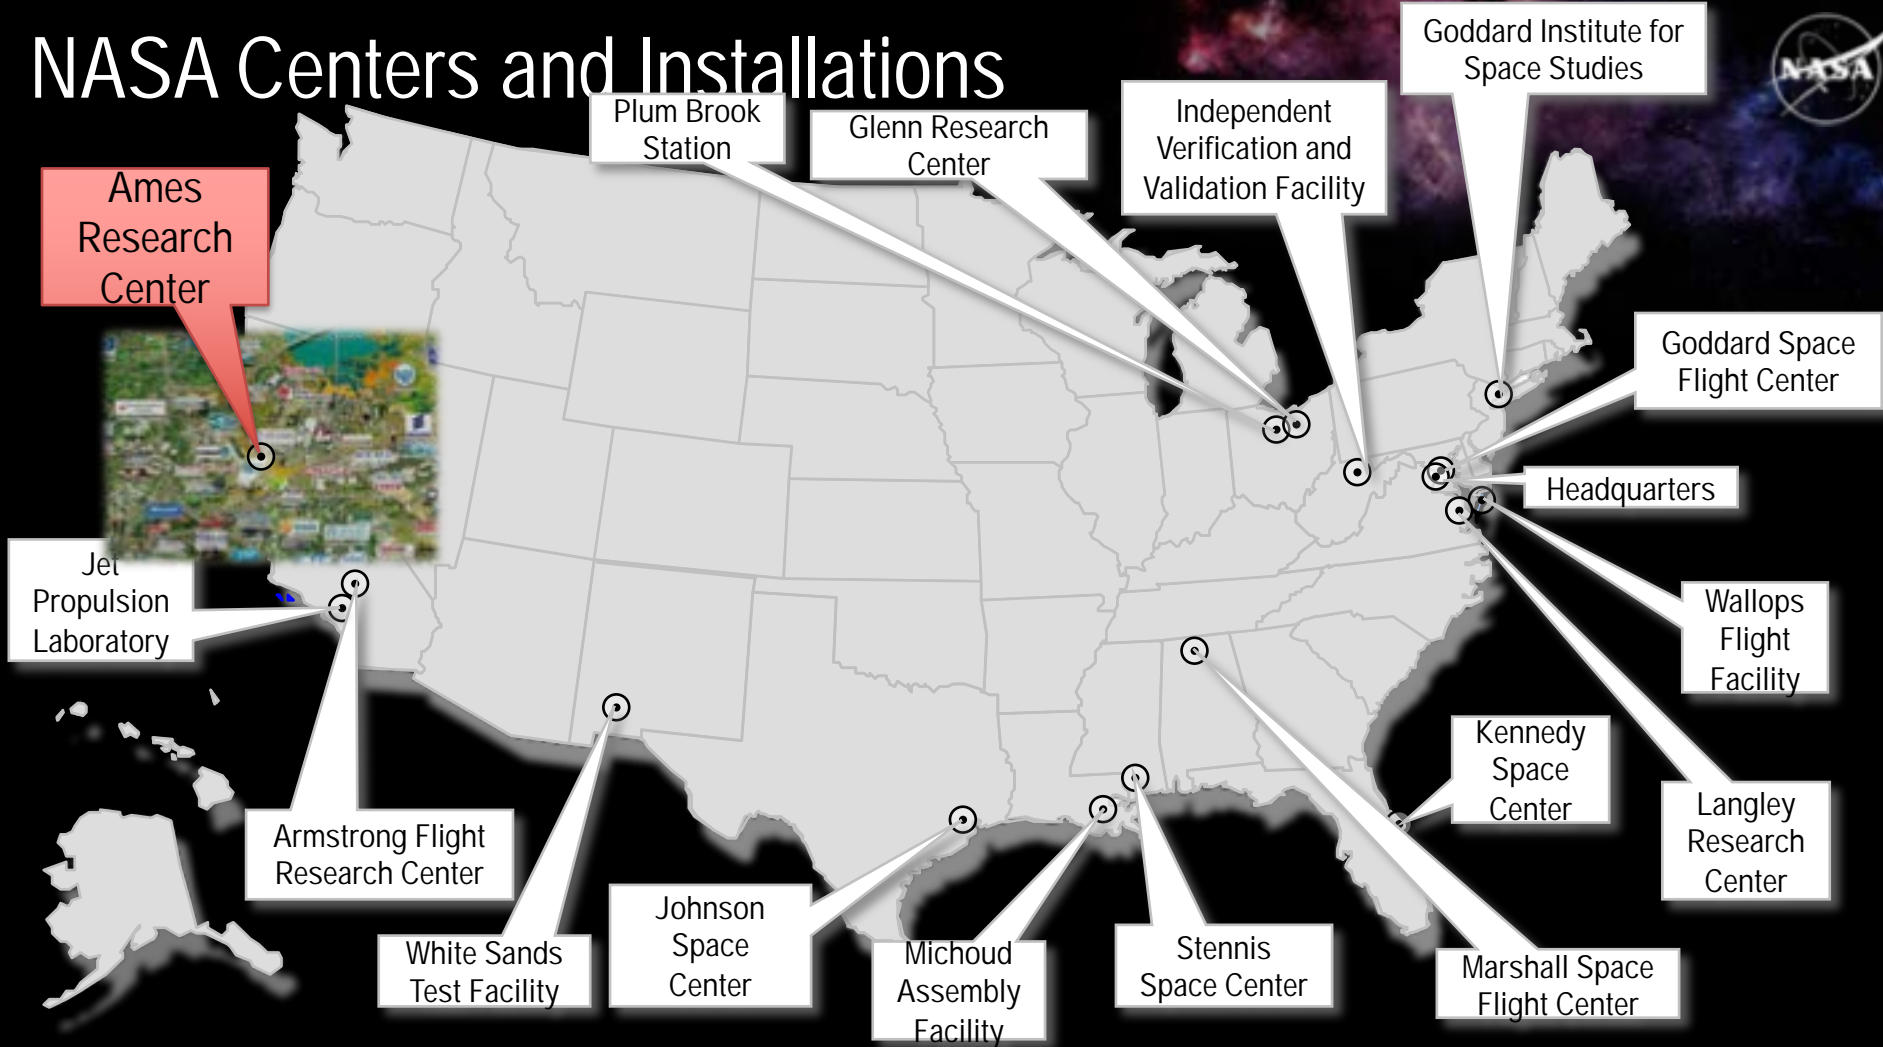 NASA Centers and Installations
NASA
Goddard Institute for
Space Studies
Plum Brook
Station
Glenn Research
Center
Independent
Verification and
Validation Facility
Ames
Research
Center
Goddard Space
Flight Center
Headquarters
Jet
Propulsion
Laboratory
Wallops
Flight
Facility
Kennedy
Space
Center
Langley
Research
Center
Armstrong Flight
Research Center
White Sands
Test Facility
Johnson
Space
Center
Michoud
Assembly
Facility
Stennis
Space Center
Marshall Space
Flight Center